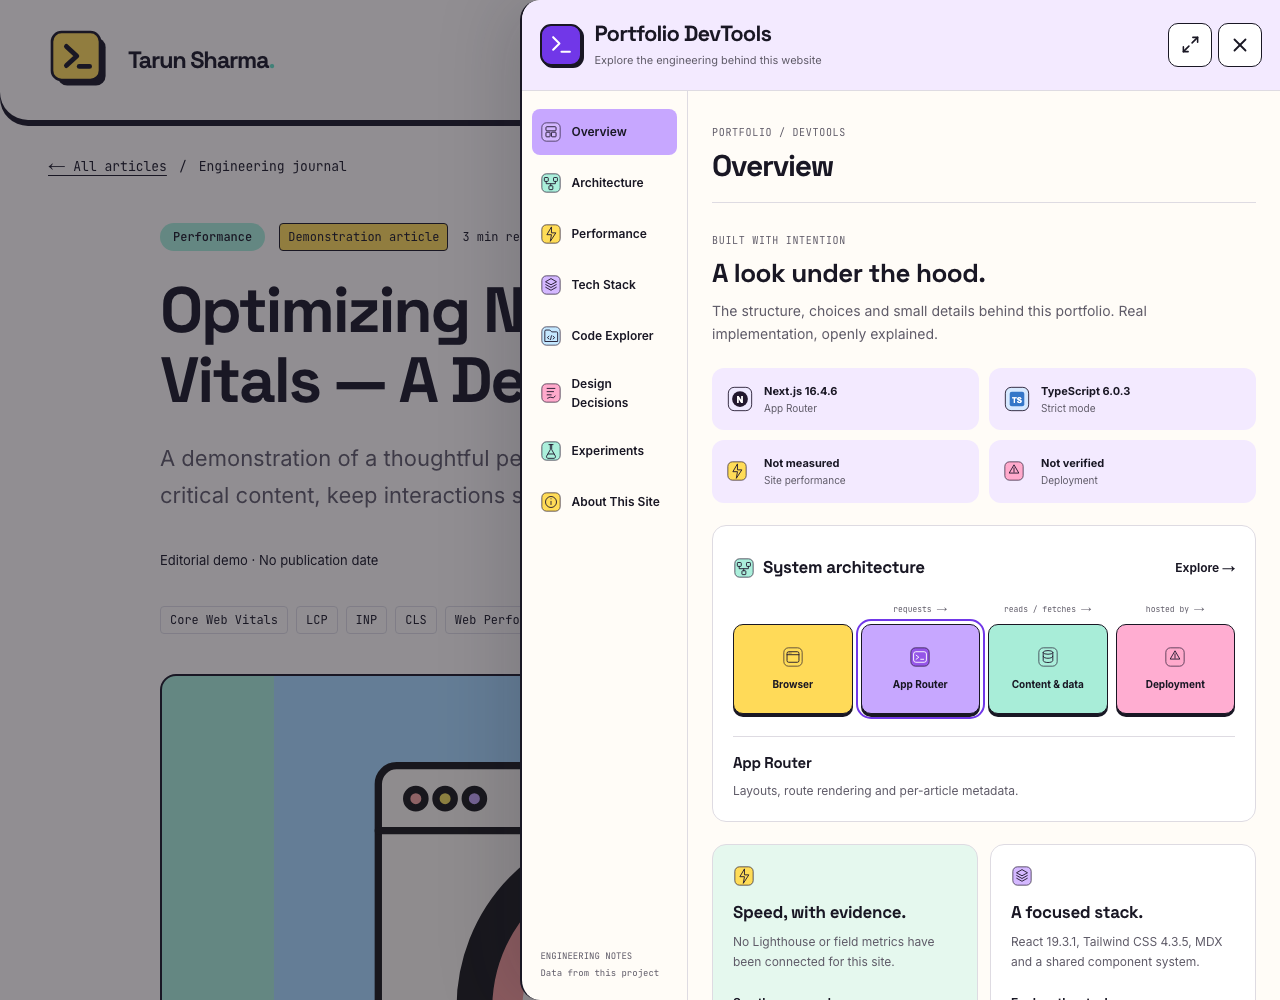 Tarun Sharma.
← All articles / Engineering journal
Performance
Demonstration article
3 min re
Optimizing N
Vitals — A De
A demonstration of a thoughtful pe
critical content, keep interactions s
Editorial demo · No publication date
Core Web Vitals
LCP
INP
CLS
Web Perfo
Portfolio DevTools
Explore the engineering behind this website
Overview
Architecture
Performance
Tech Stack
Code Explorer
Design
Decisions
Experiments
About This Site
ENGINEERING NOTES
Data from this project
PORTFOLIO / DEVTOOLS
Overview
BUILT WITH INTENTION
A look under the hood.
The structure, choices and small details behind this portfolio. Real
implementation, openly explained.
N
Next.js 16.4.6
App Router
TS
TypeScript 6.0.3
Strict mode
Not measured
Site performance
Not verified
Deployment
System architecture
Explore →
requests →
reads / fetches →
hosted by →
Browser
App Router
Content & data
Deployment
App Router
Layouts, route rendering and per-article metadata.
Speed, with evidence.
No Lighthouse or field metrics have
been connected for this site.
A focused stack.
React 19.3.1, Tailwind CSS 4.3.5, MDX
and a shared component system.